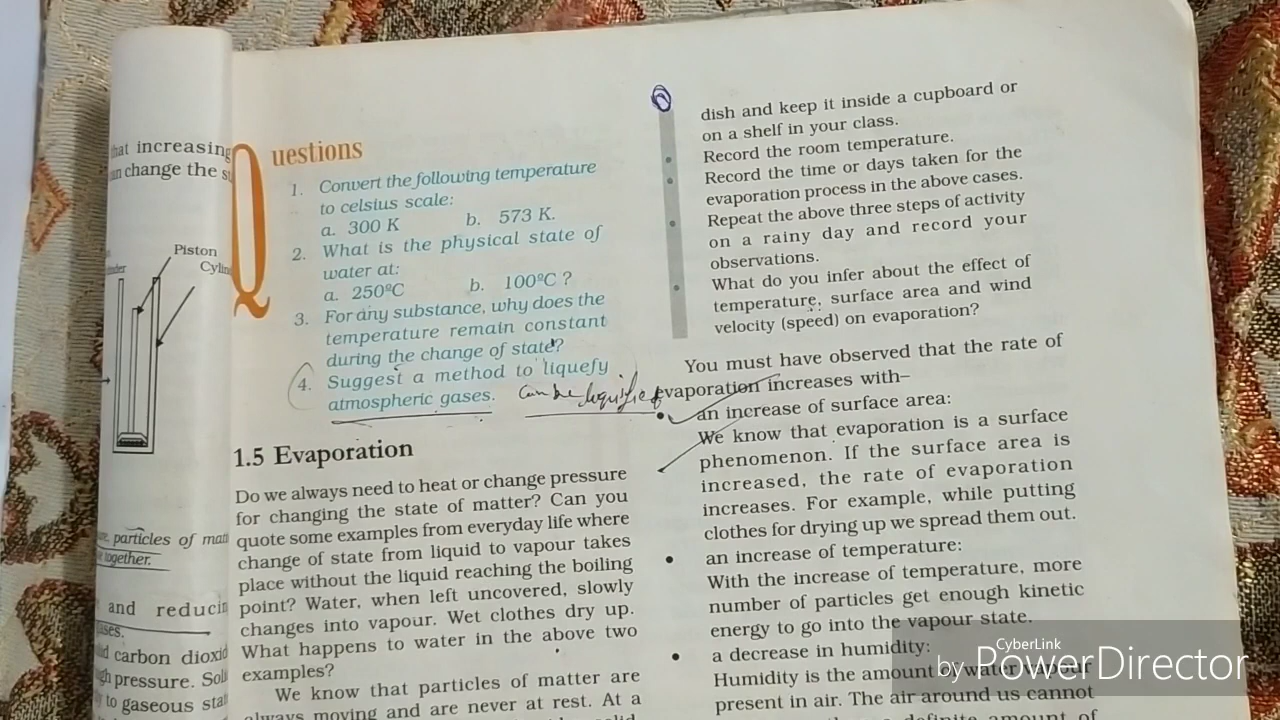 hat increasing
an change the s
Piston
nder
Cylin
, particles of mat
together.
and reducin
ases.
d carbon dioxid
gh pressure. Soli
y to gaseous stat
Questions
1. Convert the following temperature
to celsius scale:
a. 300 K b. 573 K.
2. What is the physical state of
water at:
a. 250ºC b. 100ºC ?
3. For any substance, why does the
temperature remain constant
during the change of state?
4. Suggest a method to liquefy
atmospheric gases. can be liquified
1.5 Evaporation
Do we always need to heat or change pressure
for changing the state of matter? Can you
quote some examples from everyday life where
change of state from liquid to vapour takes
place without the liquid reaching the boiling
point? Water, when left uncovered, slowly
changes into vapour. Wet clothes dry up.
What happens to water in the above two
examples?
We know that particles of matter are
always moving and are never at rest. At a
dish and keep it inside a cupboard or
on a shelf in your class.
• Record the room temperature.
• Record the time or days taken for the
evaporation process in the above cases.
• Repeat the above three steps of activity
on a rainy day and record your
observations.
• What do you infer about the effect of
temperature, surface area and wind
velocity (speed) on evaporation?
You must have observed that the rate of
evaporation increases with–
• an increase of surface area:
We know that evaporation is a surface
phenomenon. If the surface area is
increased, the rate of evaporation
increases. For example, while putting
clothes for drying up we spread them out.
• an increase of temperature:
With the increase of temperature, more
number of particles get enough kinetic
energy to go into the vapour state.
• a decrease in humidity:
Humidity is the amount of water vapour
present in air. The air around us cannot
definite amount of
CyberLink
by PowerDirector